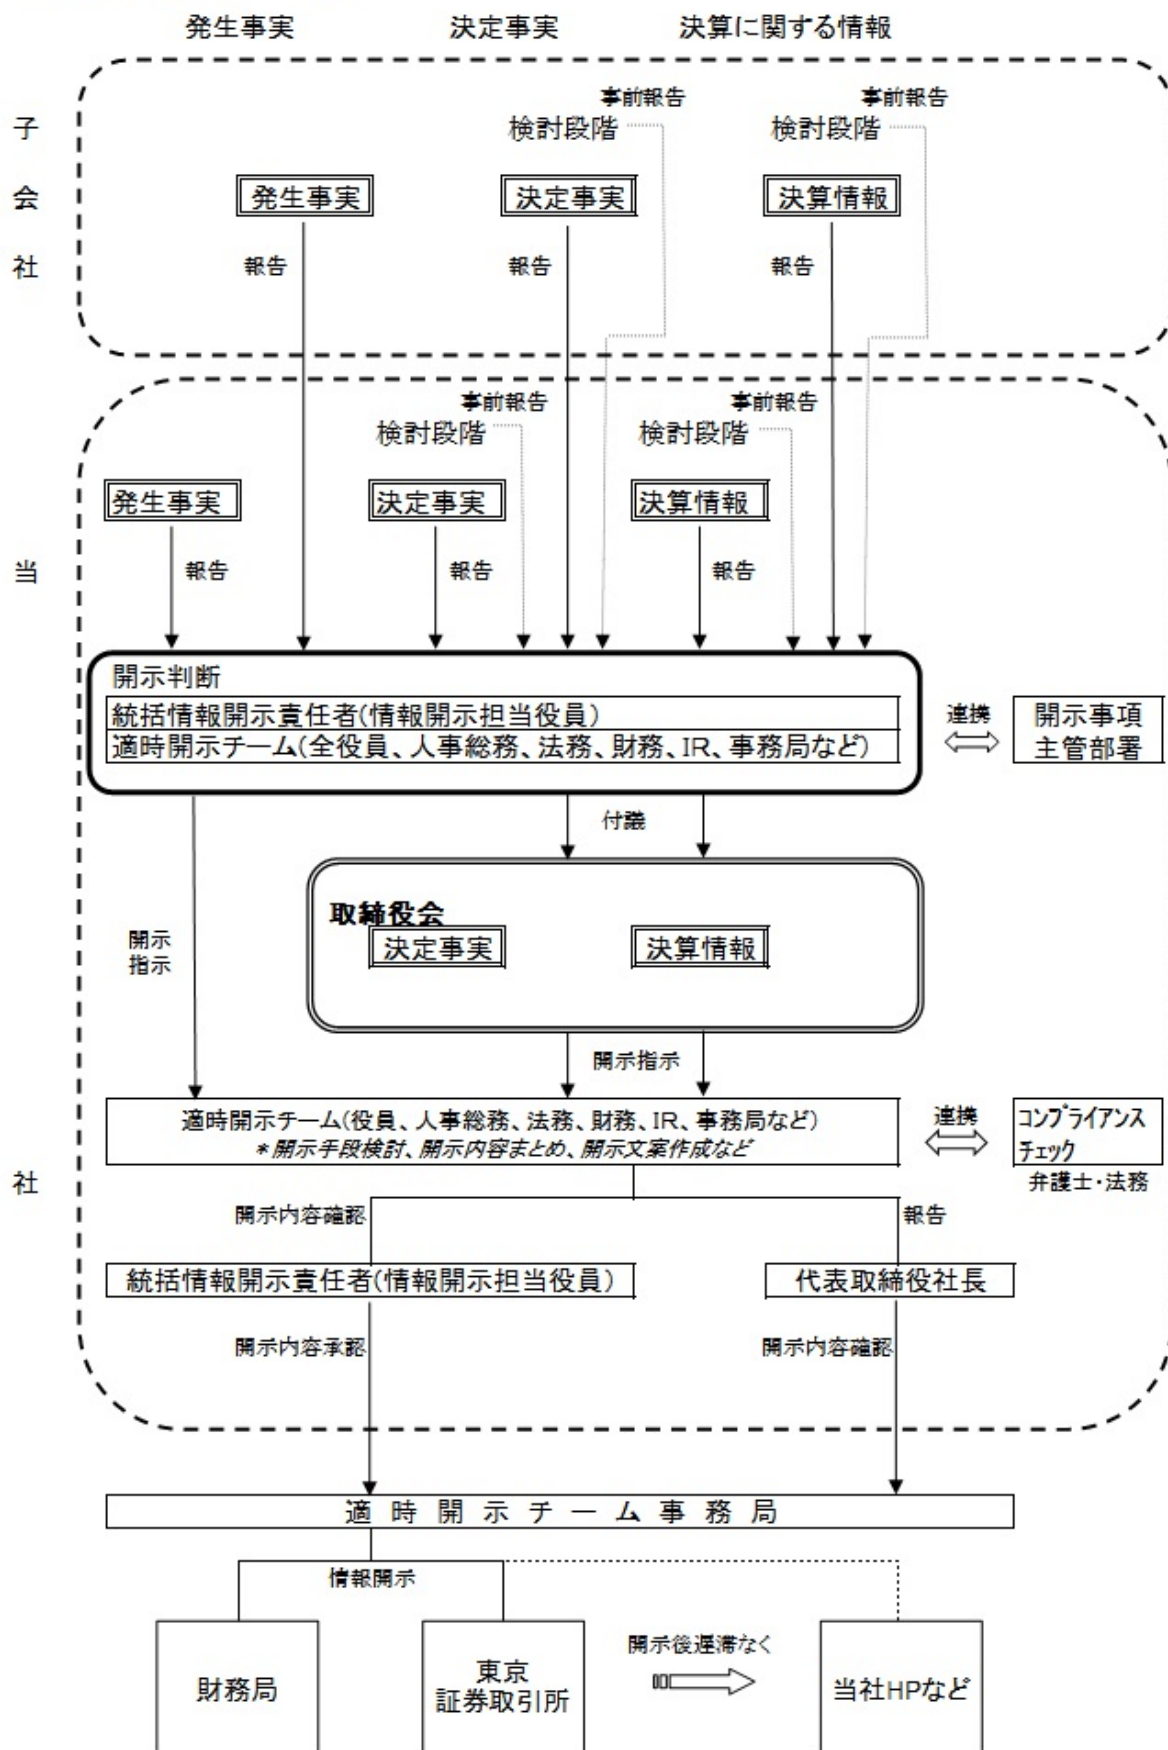 発生事実 決定事実 決算に関する情報
事前報告 事前報告
子 検討段階 検討段階
会 発生事実 決定事実 決算情報
社 報告 報告 報告
事前報告 事前報告
検討段階 検討段階
発生事実 決定事実 決算情報
当 報告 報告 報告
開示判断
統括情報開示責任者(情報開示担当役員)
適時開示チーム(全役員、人事総務、法務、財務、IR、事務局など)
連携
開示事項
主管部署
付議
取締役会
決定事実 決算情報
開示
指示
開示指示
適時開示チーム(役員、人事総務、法務、財務、IR、事務局など)
*開示手段検討、開示内容まとめ、開示文案作成など
連携
コンプライアンス
チェック
弁護士・法務
社
開示内容確認 報告
統括情報開示責任者(情報開示担当役員) 代表取締役社長
開示内容承認 開示内容確認
適時開示チーム事務局
情報開示
財務局
東京
証券取引所
開示後遅滞なく
当社HPなど